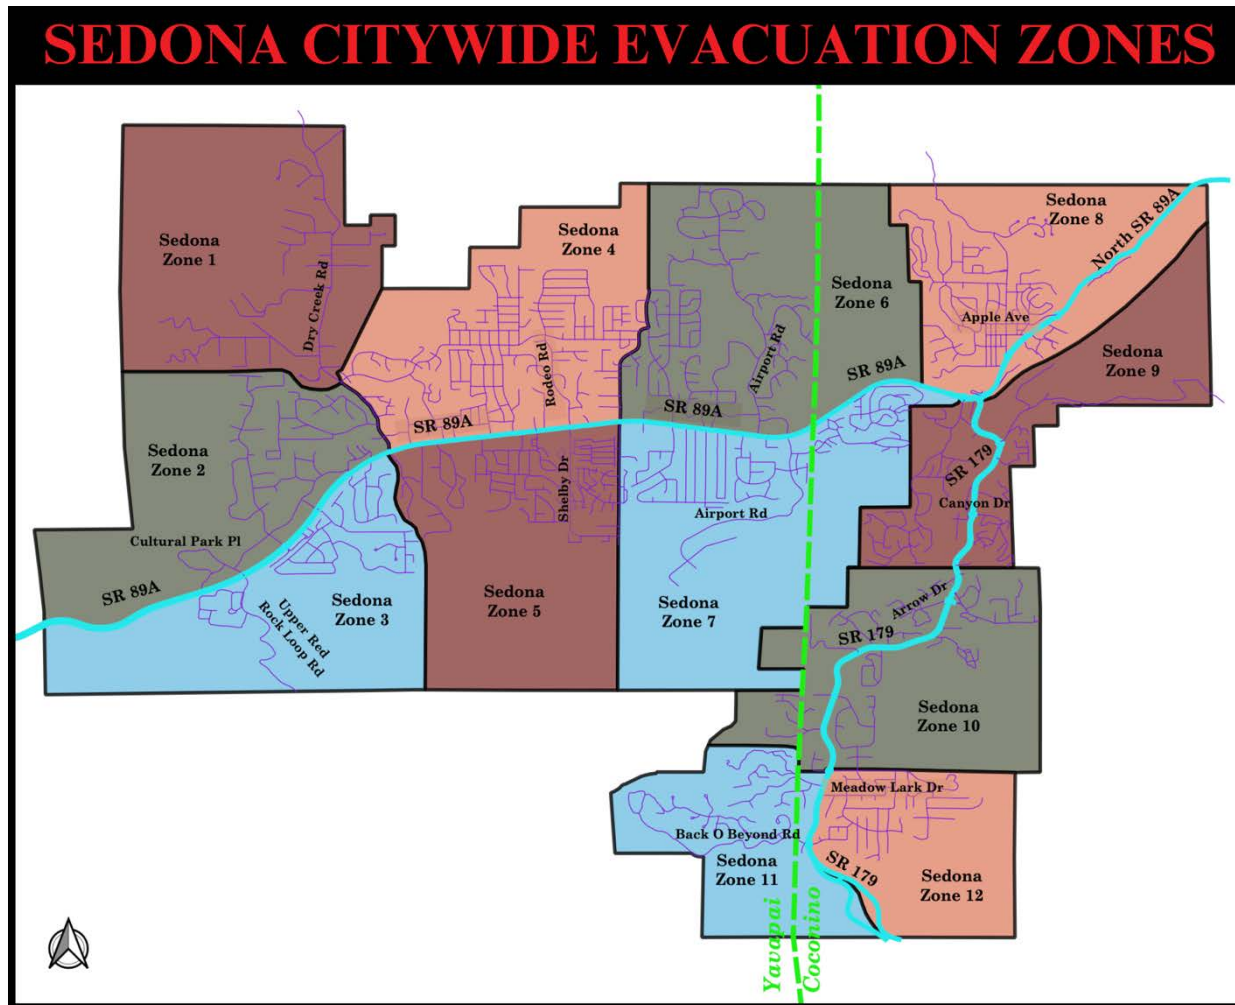 SEDONA CITYWIDE EVACUATION ZONES
Sedona
Zone 1
Dry Creek Rd
Sedona
Zone 4
Rodeo Rd
SR 89A
Sedona
Zone 6
Airport Rd
SR 89A
SR 89A
Sedona
Zone 8
North SR 89A
Apple Ave
Sedona
Zone 9
SR 179
Canyon Dr
Sedona
Zone 2
Cultural Park Pl
SR 89A
Upper Red
Rock Loop Rd
Sedona
Zone 3
Shelby Dr
Sedona
Zone 5
Airport Rd
Sedona
Zone 7
Arrow Dr
SR 179
Sedona
Zone 10
Meadow Lark Dr
Back O Beyond Rd
Sedona
Zone 11
SR 179
Sedona
Zone 12
Yavapai
Coconino